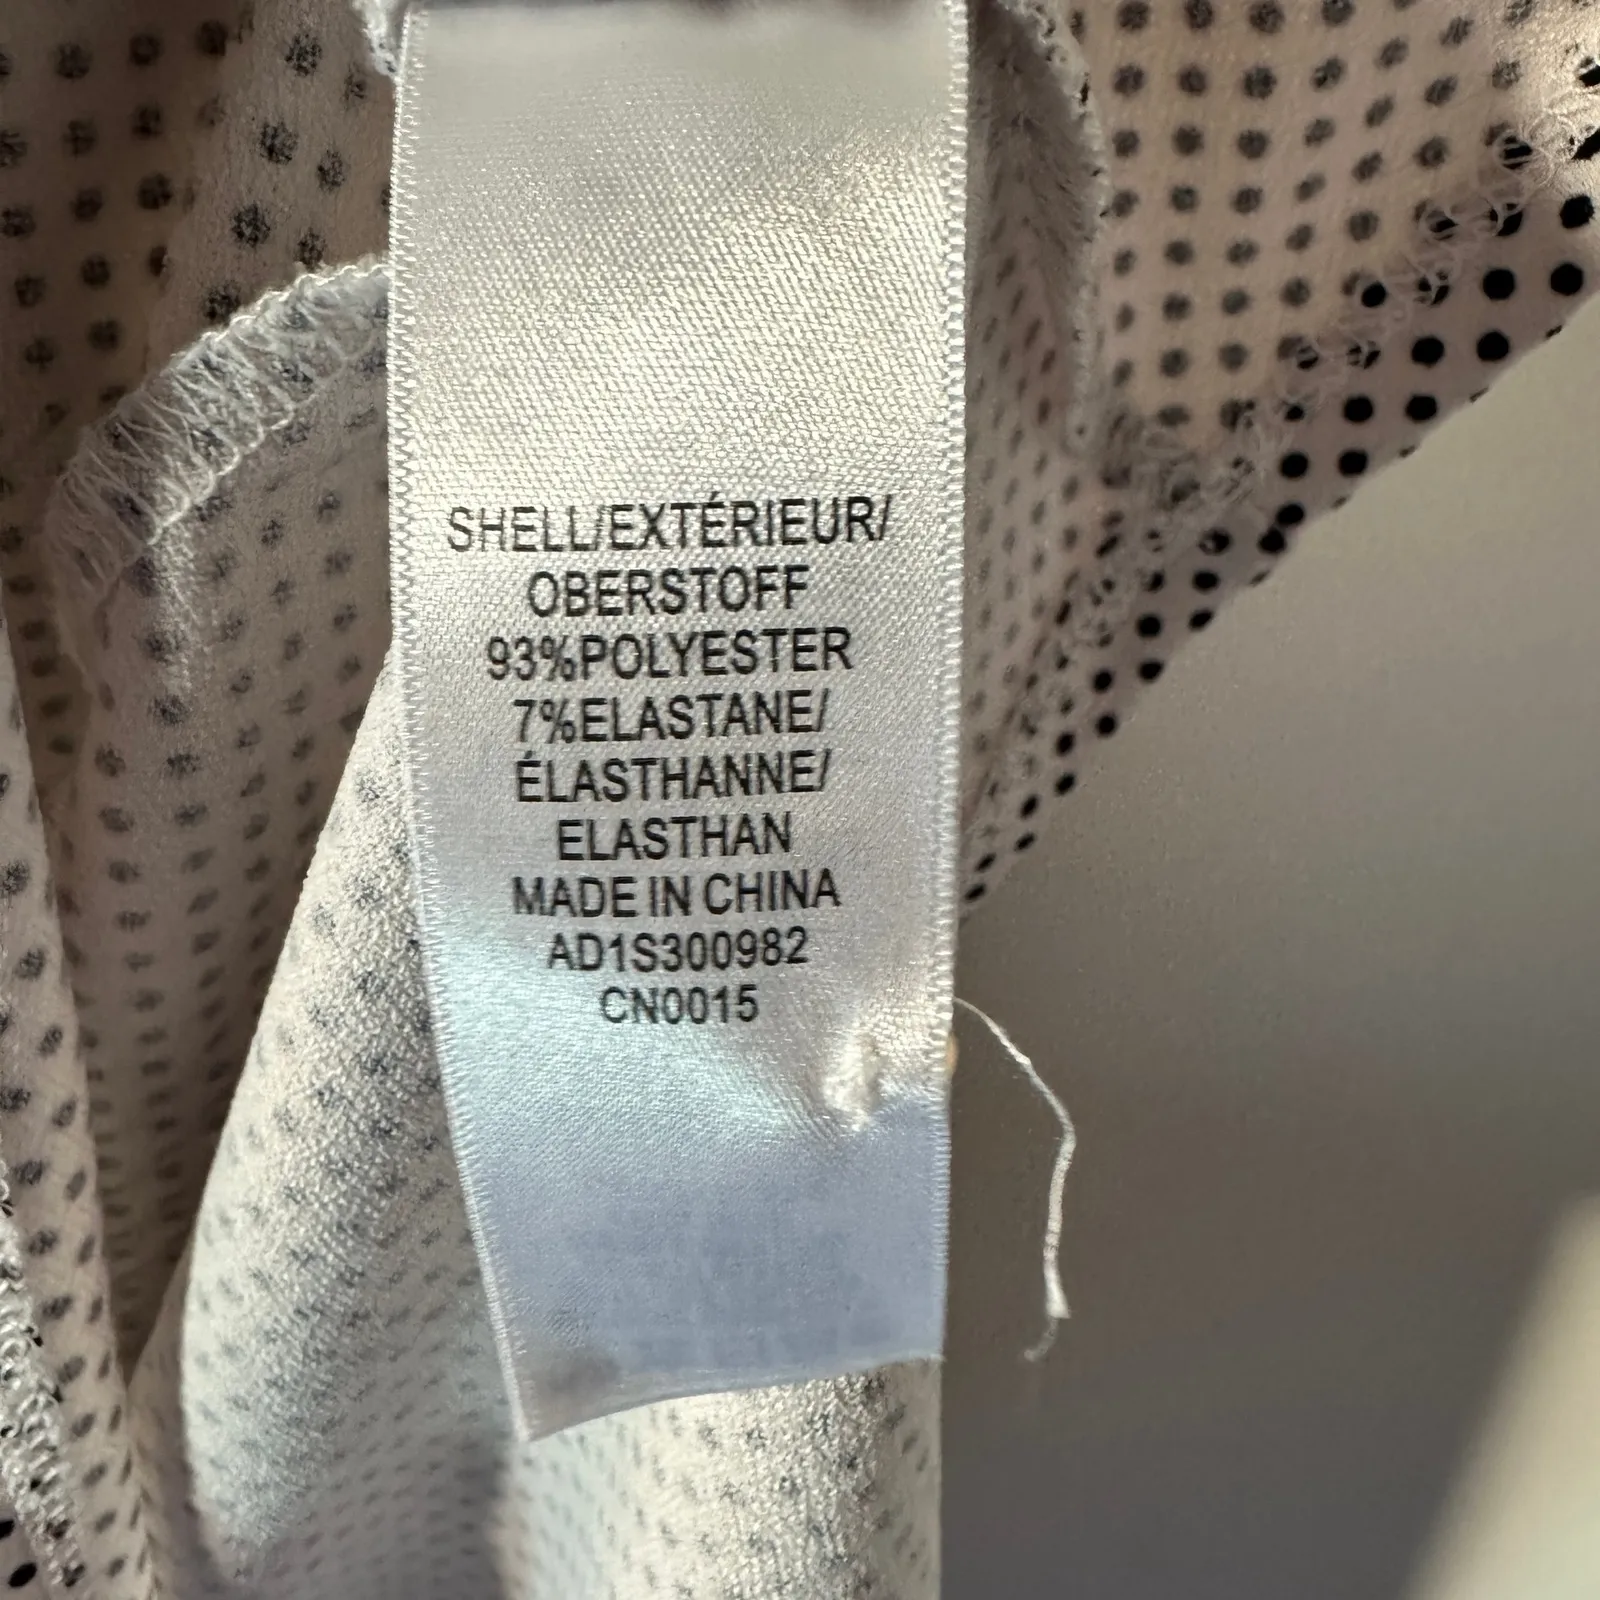 SHELL/EXTÉRIEUR/
OBERSTOFF
93%POLYESTER
7%ELASTANE/
ÉLASTHANNE/
ELASTHAN
MADE IN CHINA
AD1S300982
CN0015